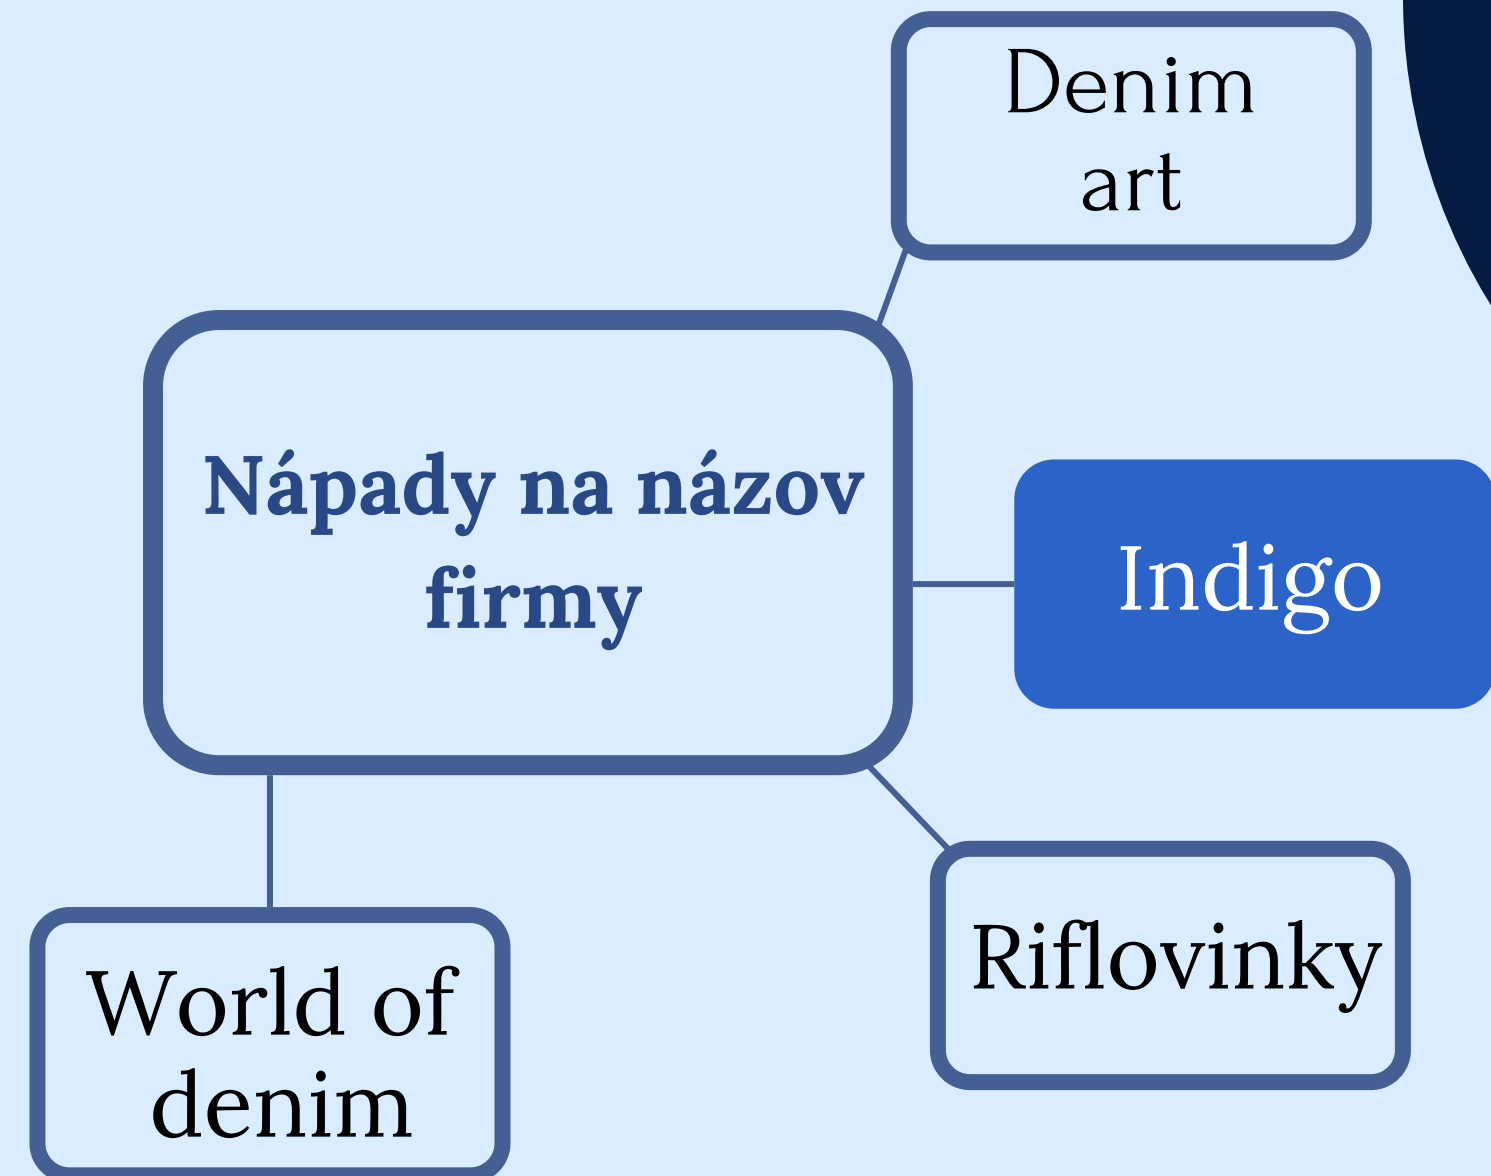 Denim
art
Nápady na názov
firmy
Indigo
Riflovinky
World of
denim